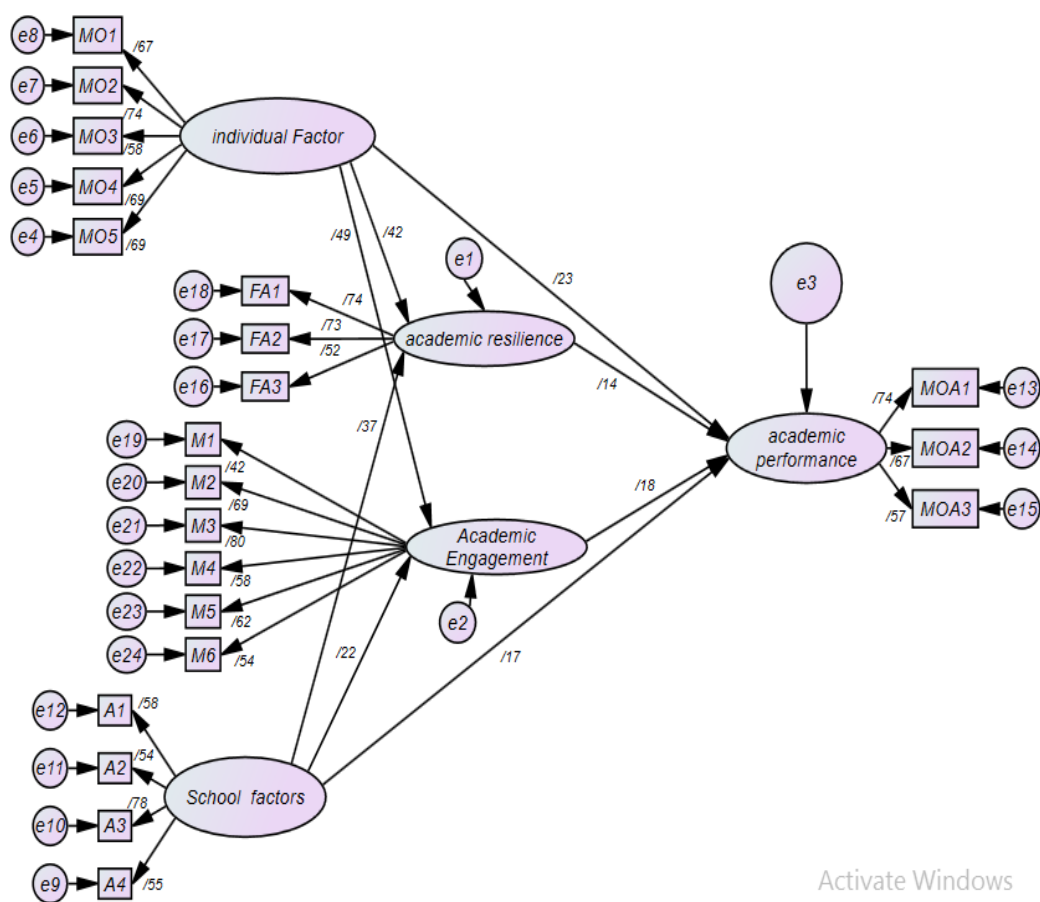 e8
MO1
/67
e7
MO2
/74
e6
MO3
/58
e5
MO4
/69
e4
MO5
/69
individual Factor
/49
/42
/23
e1
e18
FA1
/74
e17
FA2
/73
e16
FA3
/52
academic resilience
/14
/37
e3
academic
performance
/74
MOA1
e13
/67
MOA2
e14
/57
MOA3
e15
e19
M1
/42
e20
M2
/69
e21
M3
/80
e22
M4
/58
e23
M5
/62
e24
M6
/54
Academic
Engagement
/18
e2
/22
/17
e12
A1
/58
e11
A2
/54
e10
A3
/78
e9
A4
/55
School factors
Activate Windows